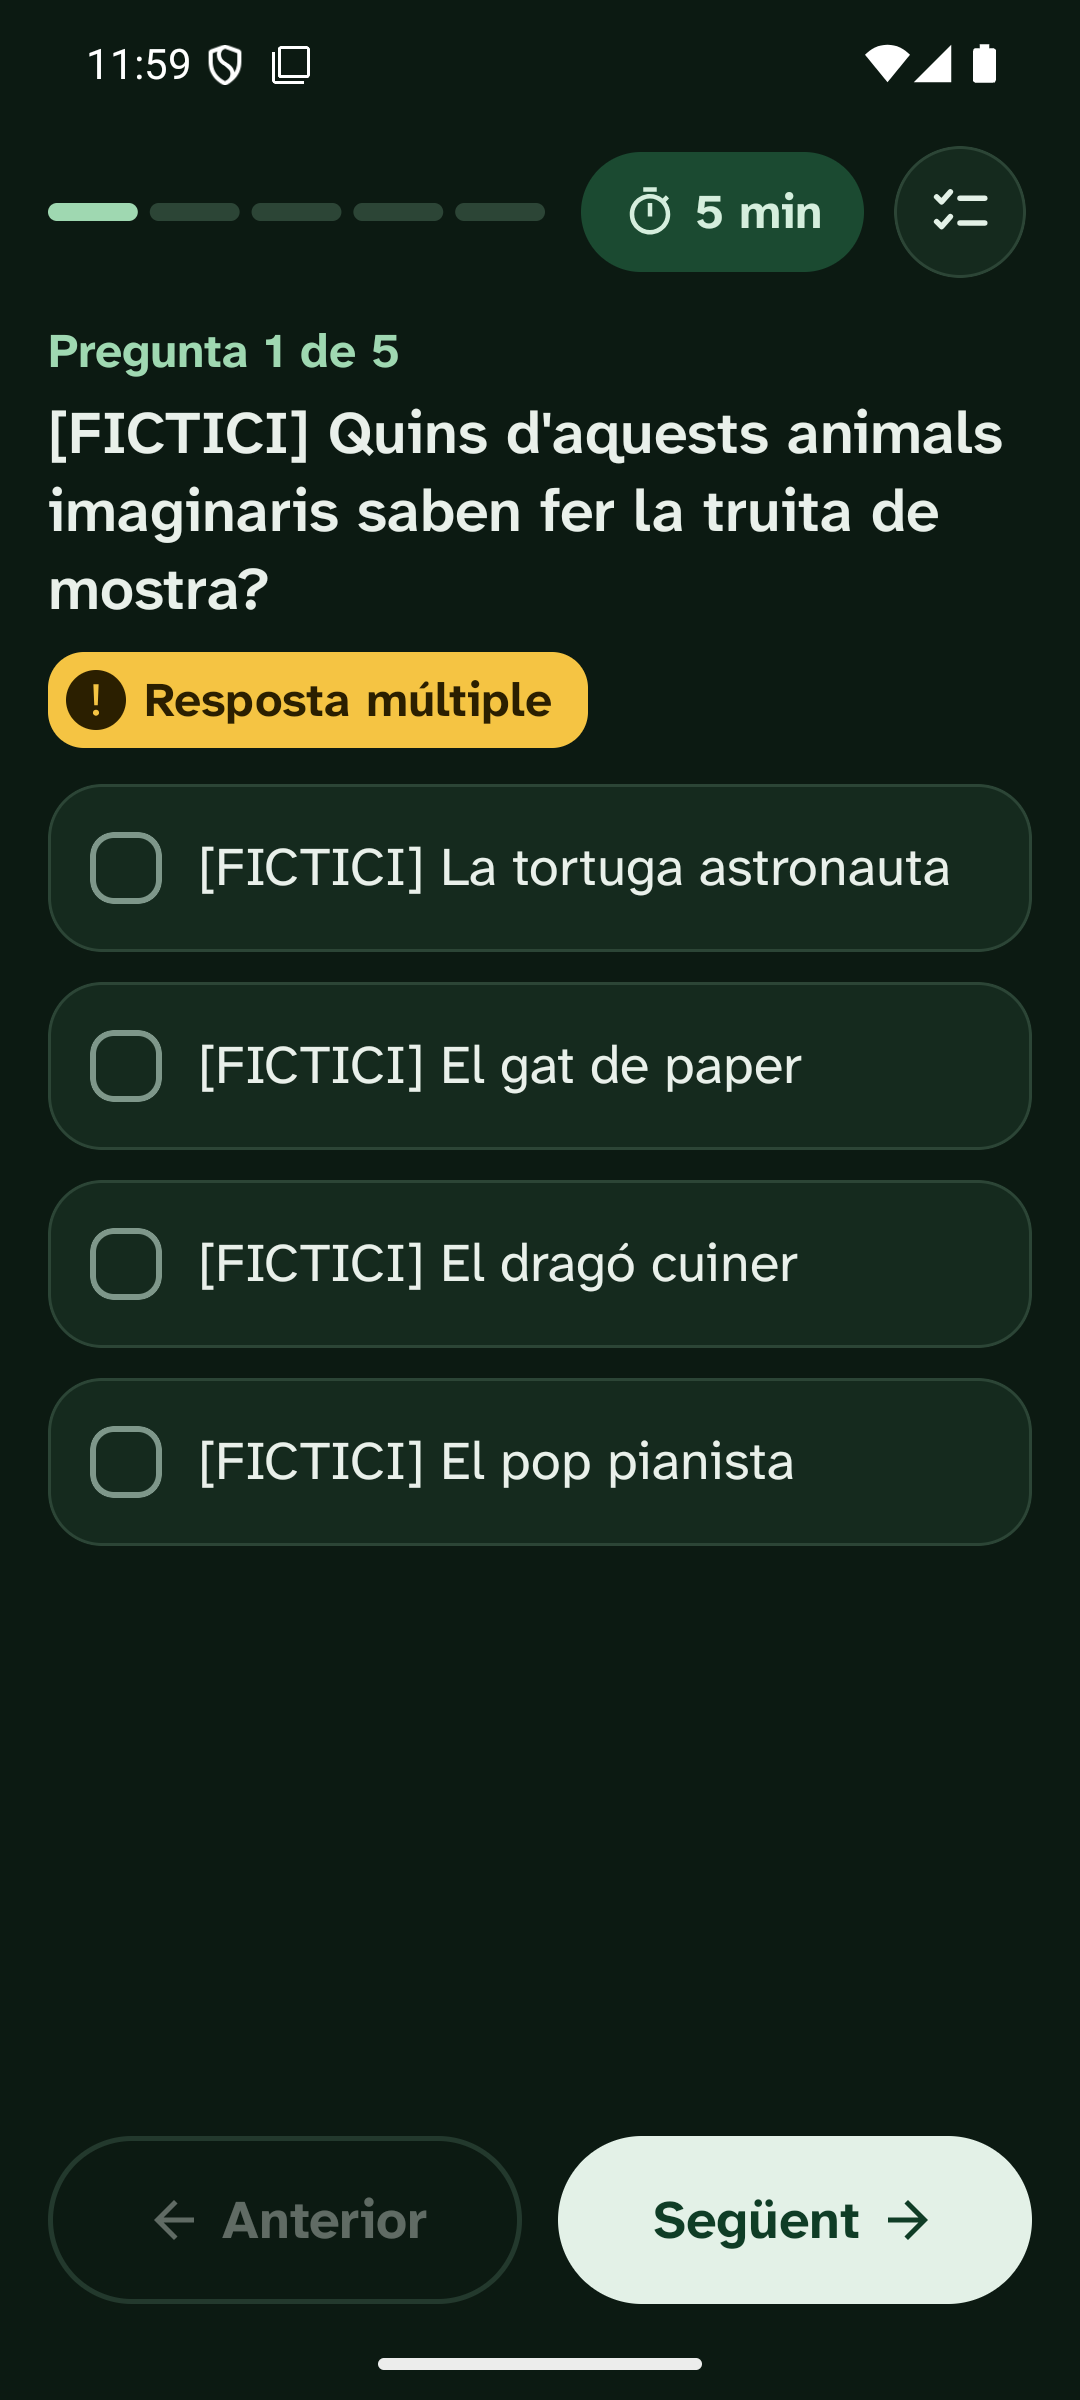 11:59
5 min
Pregunta 1 de 5
[FICTICI] Quins d'aquests animals
imaginaris saben fer la truita de
mostra?
! Resposta múltiple
[FICTICI] La tortuga astronauta
[FICTICI] El gat de paper
[FICTICI] El dragó cuiner
[FICTICI] El pop pianista
← Anterior
Següent →